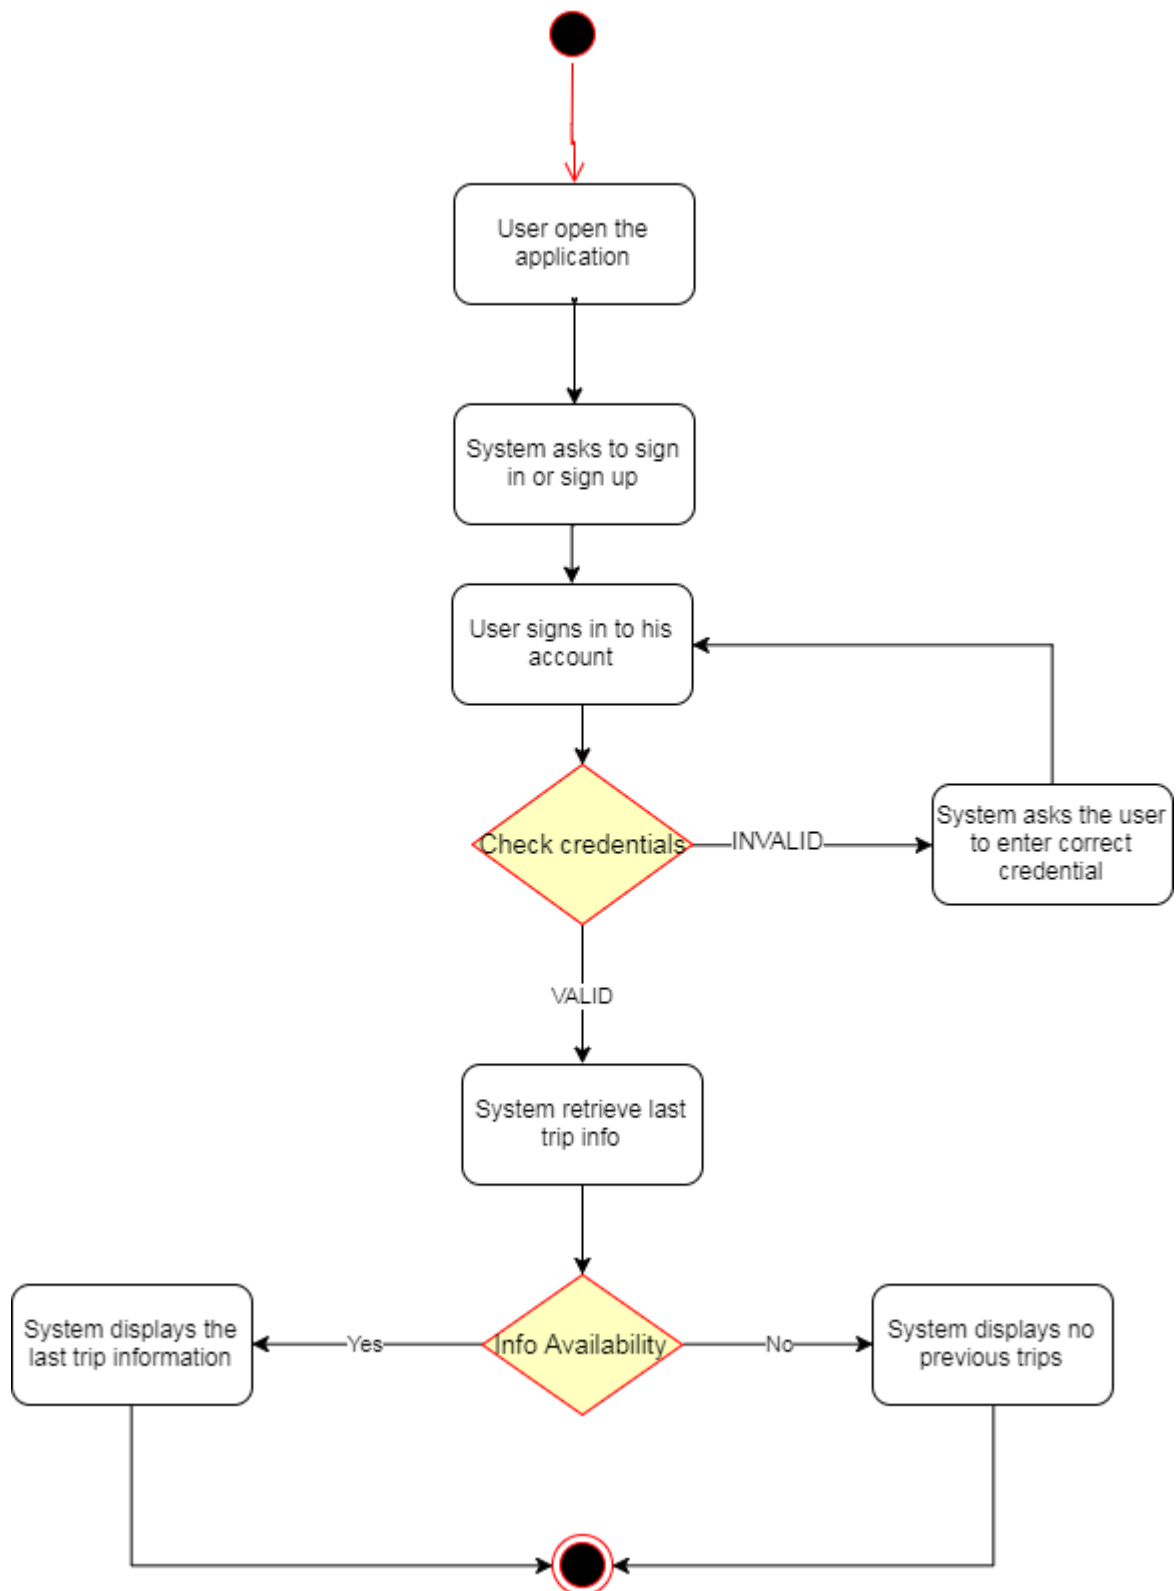 User open the
application
System asks to sign
in or sign up
User signs in to his
account
Check credentials
INVALID
System asks the user
to enter correct
credential
VALID
System retrieve last
trip info
System displays the
last trip information
Yes
Info Availability
No
System displays no
previous trips